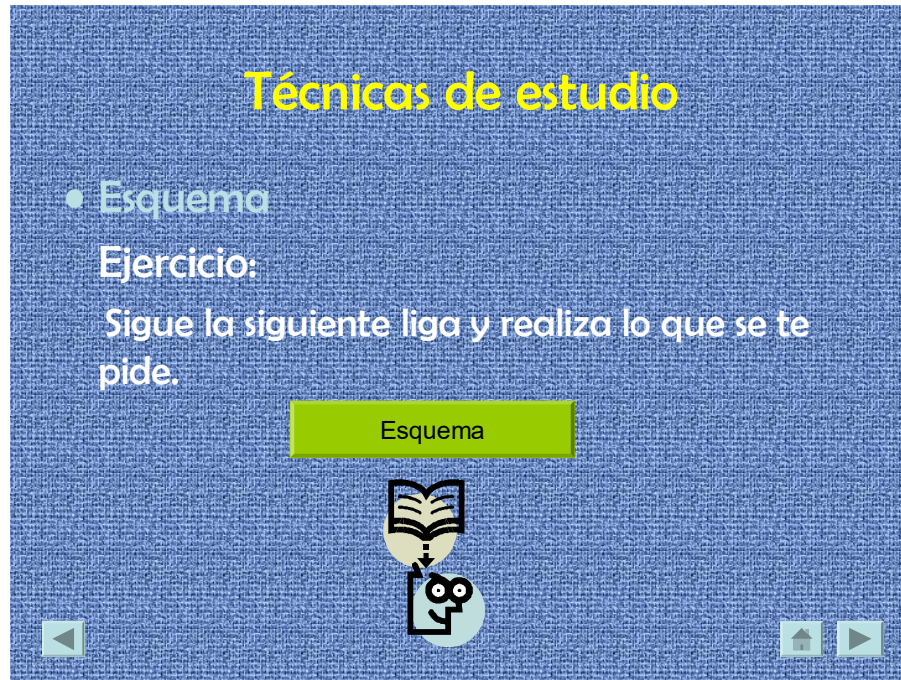 Técnicas de estudio
• Esquema
Ejercicio:
Sigue la siguiente liga y realiza lo que se te
pide.
Esquema